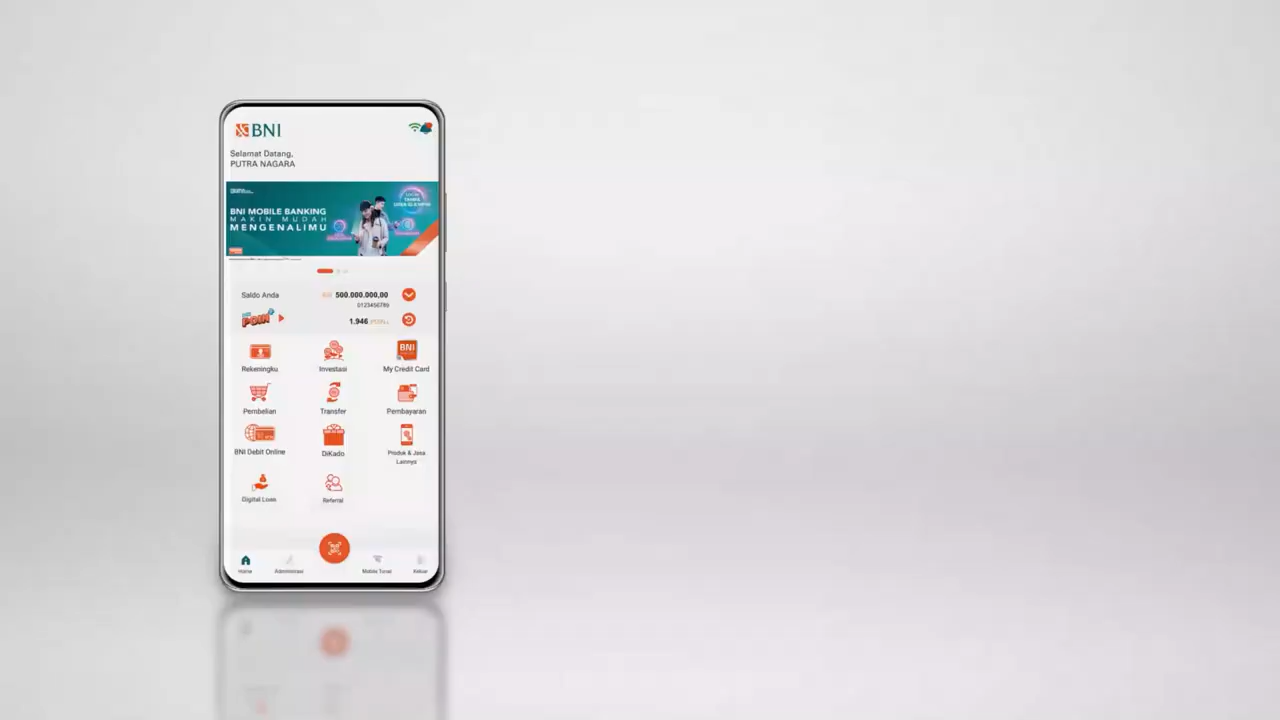 BNI
Selamat Datang,
PUTRA NAGARA
BNI MOBILE BANKING
MAKIN MUDAH
MENGENALIMU
Saldo Anda
500.000.000,00
0123456789
POIN
1.946
Rekeningku
Investasi
BNI
My Credit Card
Pembelian
Transfer
Pembayaran
BNI Debit Online
DiKado
Produk & Jasa
Lainnya
Digital Loan
Referral
Home
Administrasi
Mobile Tunai
Keluar